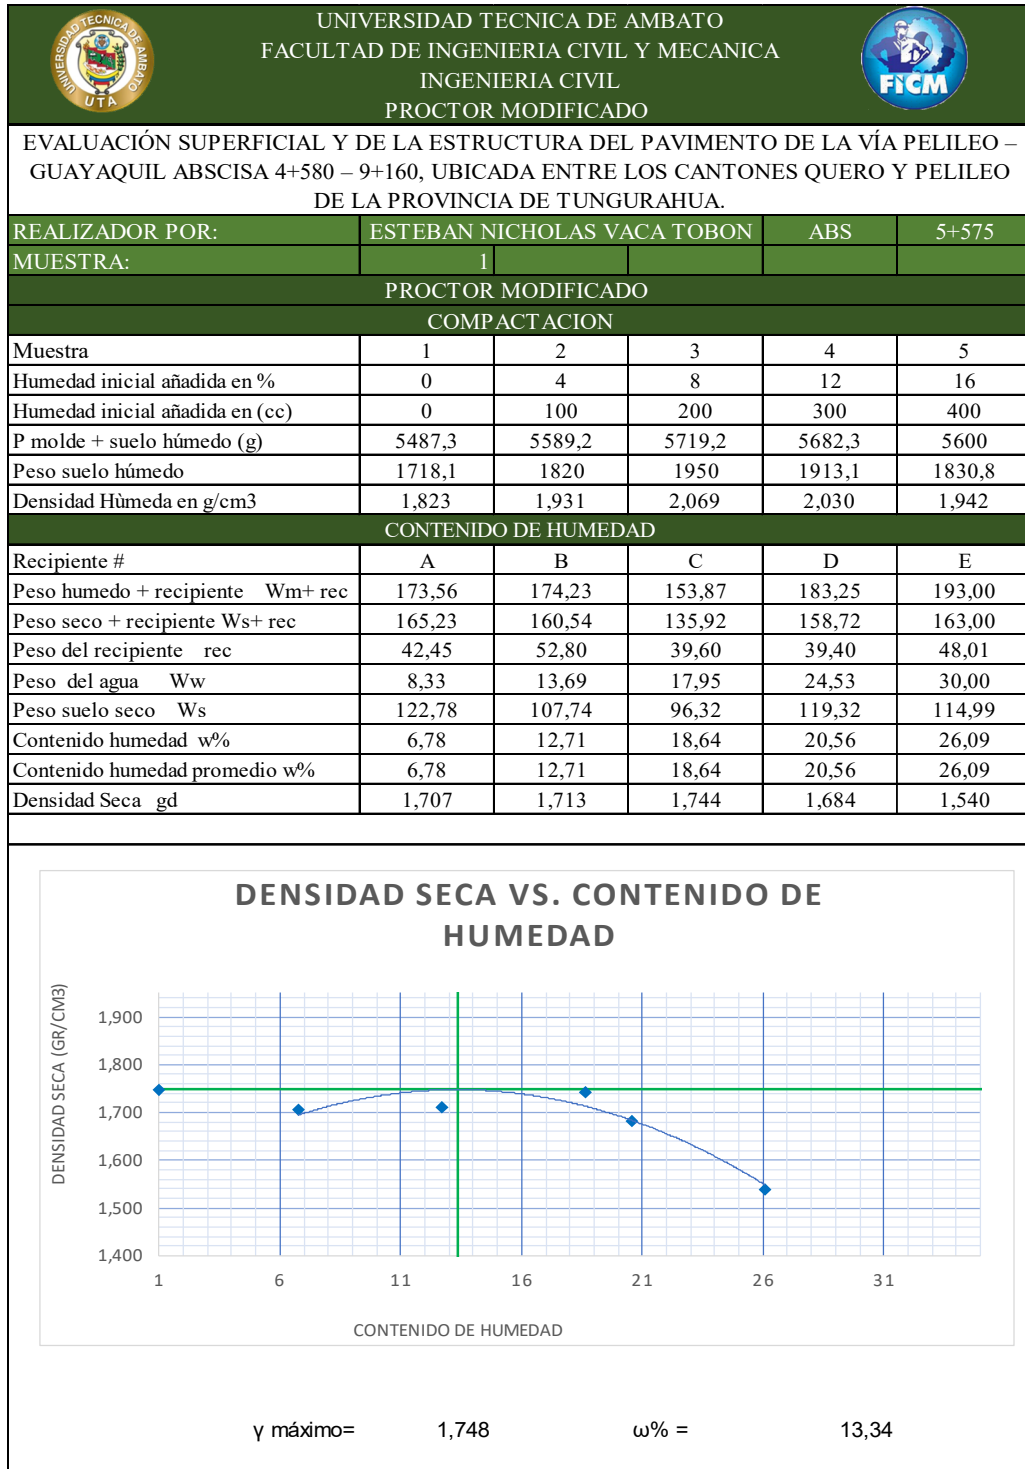 UNIVERSIDAD TECNICA DE AMBATO
FACULTAD DE INGENIERIA CIVIL Y MECANICA
INGENIERIA CIVIL
PROCTOR MODIFICADO
UNIVERSIDAD TECNICA DE AMBATO
UTA
FICM
EVALUACIÓN SUPERFICIAL Y DE LA ESTRUCTURA DEL PAVIMENTO DE LA VÍA PELILEO –
GUAYAQUIL ABSCISA 4+580 – 9+160, UBICADA ENTRE LOS CANTONES QUERO Y PELILEO
DE LA PROVINCIA DE TUNGURAHUA.
REALIZADOR POR: ESTEBAN NICHOLAS VACA TOBON ABS 5+575
MUESTRA: 1
PROCTOR MODIFICADO
COMPACTACION
Muestra 1 2 3 4 5
Humedad inicial añadida en % 0 4 8 12 16
Humedad inicial añadida en (cc) 0 100 200 300 400
P molde + suelo húmedo (g) 5487,3 5589,2 5719,2 5682,3 5600
Peso suelo húmedo 1718,1 1820 1950 1913,1 1830,8
Densidad Hùmeda en g/cm3 1,823 1,931 2,069 2,030 1,942
CONTENIDO DE HUMEDAD
Recipiente # A B C D E
Peso humedo + recipiente Wm+ rec 173,56 174,23 153,87 183,25 193,00
Peso seco + recipiente Ws+ rec 165,23 160,54 135,92 158,72 163,00
Peso del recipiente rec 42,45 52,80 39,60 39,40 48,01
Peso del agua Ww 8,33 13,69 17,95 24,53 30,00
Peso suelo seco Ws 122,78 107,74 96,32 119,32 114,99
Contenido humedad w% 6,78 12,71 18,64 20,56 26,09
Contenido humedad promedio w% 6,78 12,71 18,64 20,56 26,09
Densidad Seca gd 1,707 1,713 1,744 1,684 1,540
DENSIDAD SECA VS. CONTENIDO DE
HUMEDAD
DENSIDAD SECA (GR/CM3)
1,900
1,800
1,700
1,600
1,500
1,400
1 6 11 16 21 26 31
CONTENIDO DE HUMEDAD
γ máximo= 1,748 ω% = 13,34